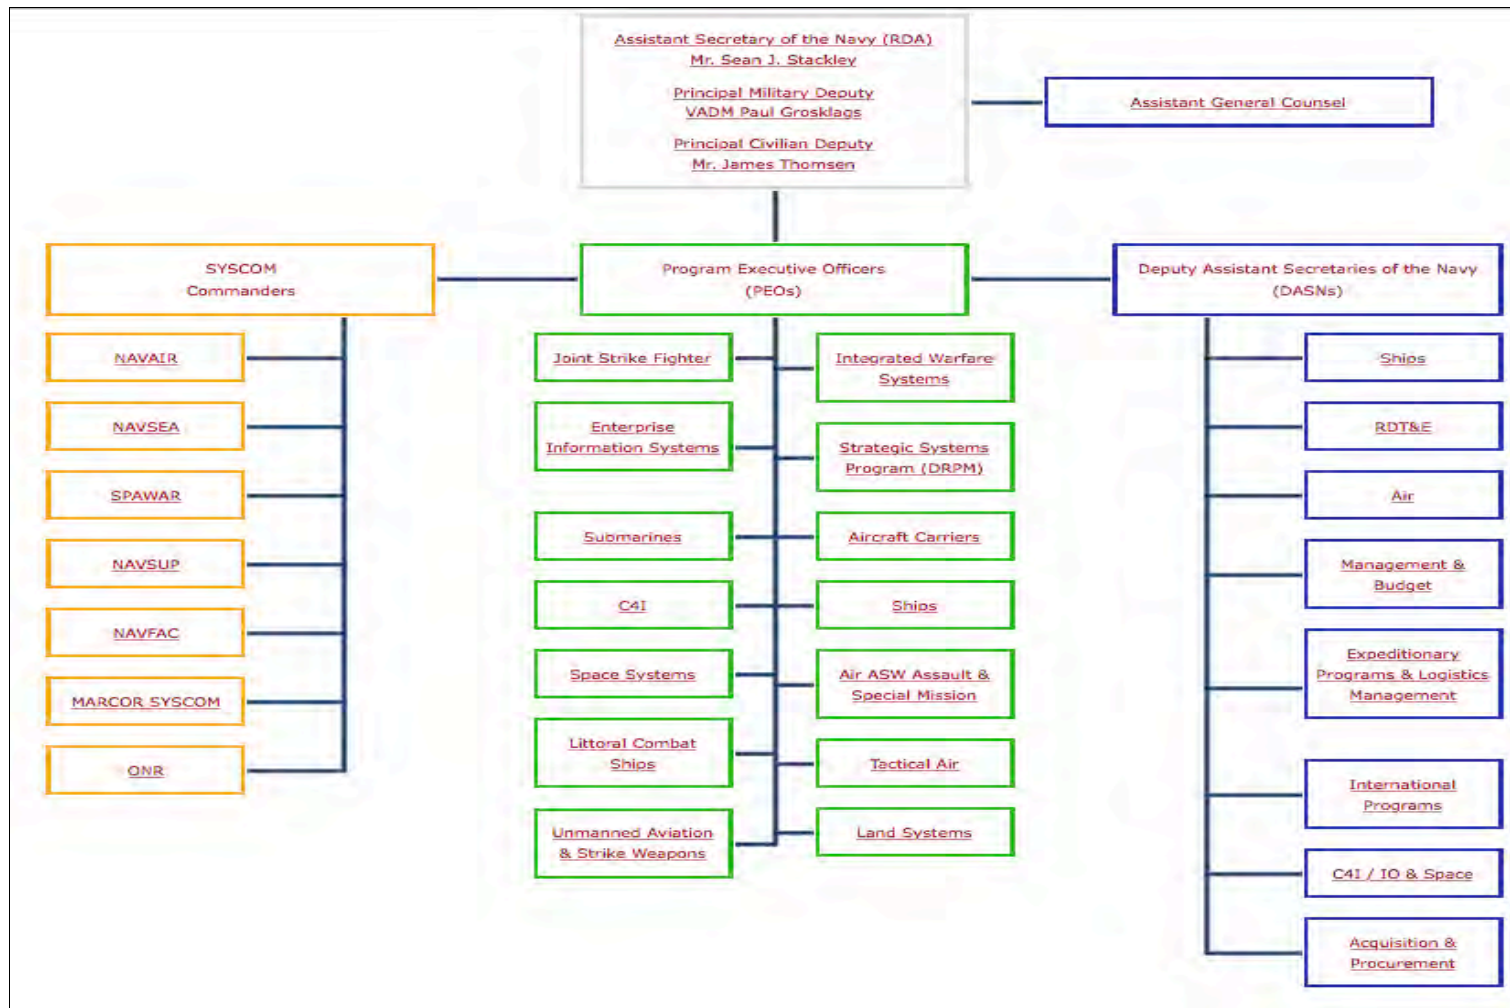 Assistant Secretary of the Navy (RDA)
Mr. Sean J. Stackley
Principal Military Deputy
VADM Paul Grosklags
Principal Civilian Deputy
Mr. James Thomsen
Assistant General Counsel
SYSCOM
Commanders
NAVAIR
NAVSEA
SPAWAR
NAVSUP
NAVFAC
MARCOR SYSCOM
ONR
Program Executive Officers
(PEOs)
Joint Strike Fighter
Enterprise
Information Systems
Submarines
C4I
Space Systems
Littoral Combat
Ships
Unmanned Aviation
& Strike Weapons
Integrated Warfare
Systems
Strategic Systems
Program (DRPM)
Aircraft Carriers
Ships
Air ASW Assault &
Special Mission
Tactical Air
Land Systems
Deputy Assistant Secretaries of the Navy
(DASNs)
Ships
RDT&E
Air
Management &
Budget
Expeditionary
Programs & Logistics
Management
International
Programs
C4I / IO & Space
Acquisition &
Procurement